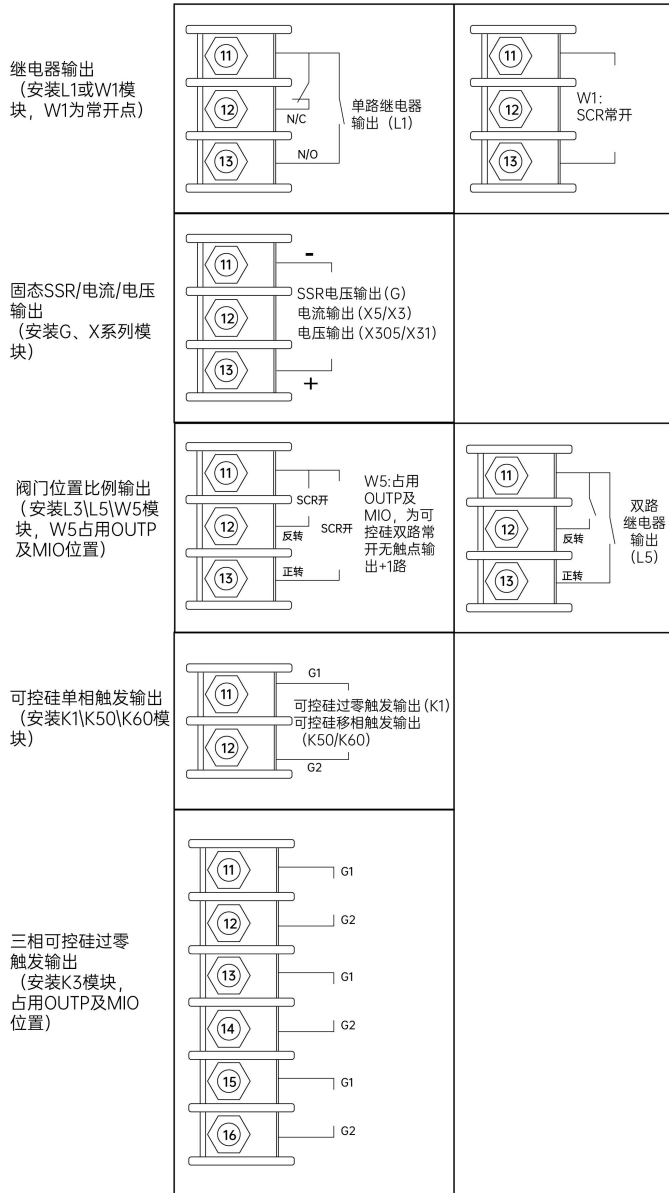 继电器输出
（安装L1或W1模
块，W1为常开点）
11
12
13
N/C
N/O
单路继电器
输出（L1）
11
12
13
W1：
SCR常开
固态SSR/电流/电压
输出
（安装G、X系列模
块）
11
12
13
-
+
SSR电压输出(G)
电流输出(X5/X3)
电压输出(X305/X31)
阀门位置比例输出
（安装L3\L5\W5模
块，W5占用OUTP
及MIO位置）
11
12
13
SCR开
反转
SCR开
正转
W5:占用
OUTP及
MIO，为可
控硅双路常
开无触点输
出+1路
11
12
13
反转
正转
双路
继电器
输出
(L5)
可控硅单相触发输出
（安装K1\K50\K60模
块）
11
12
G1
可控硅过零触发输出(K1)
可控硅移相触发输出
（K50/K60）
G2
三相可控硅过零
触发输出
（安装K3模块，
占用OUTP及MIO
位置）
11
G1
12
G2
13
G1
14
G2
15
G1
16
G2